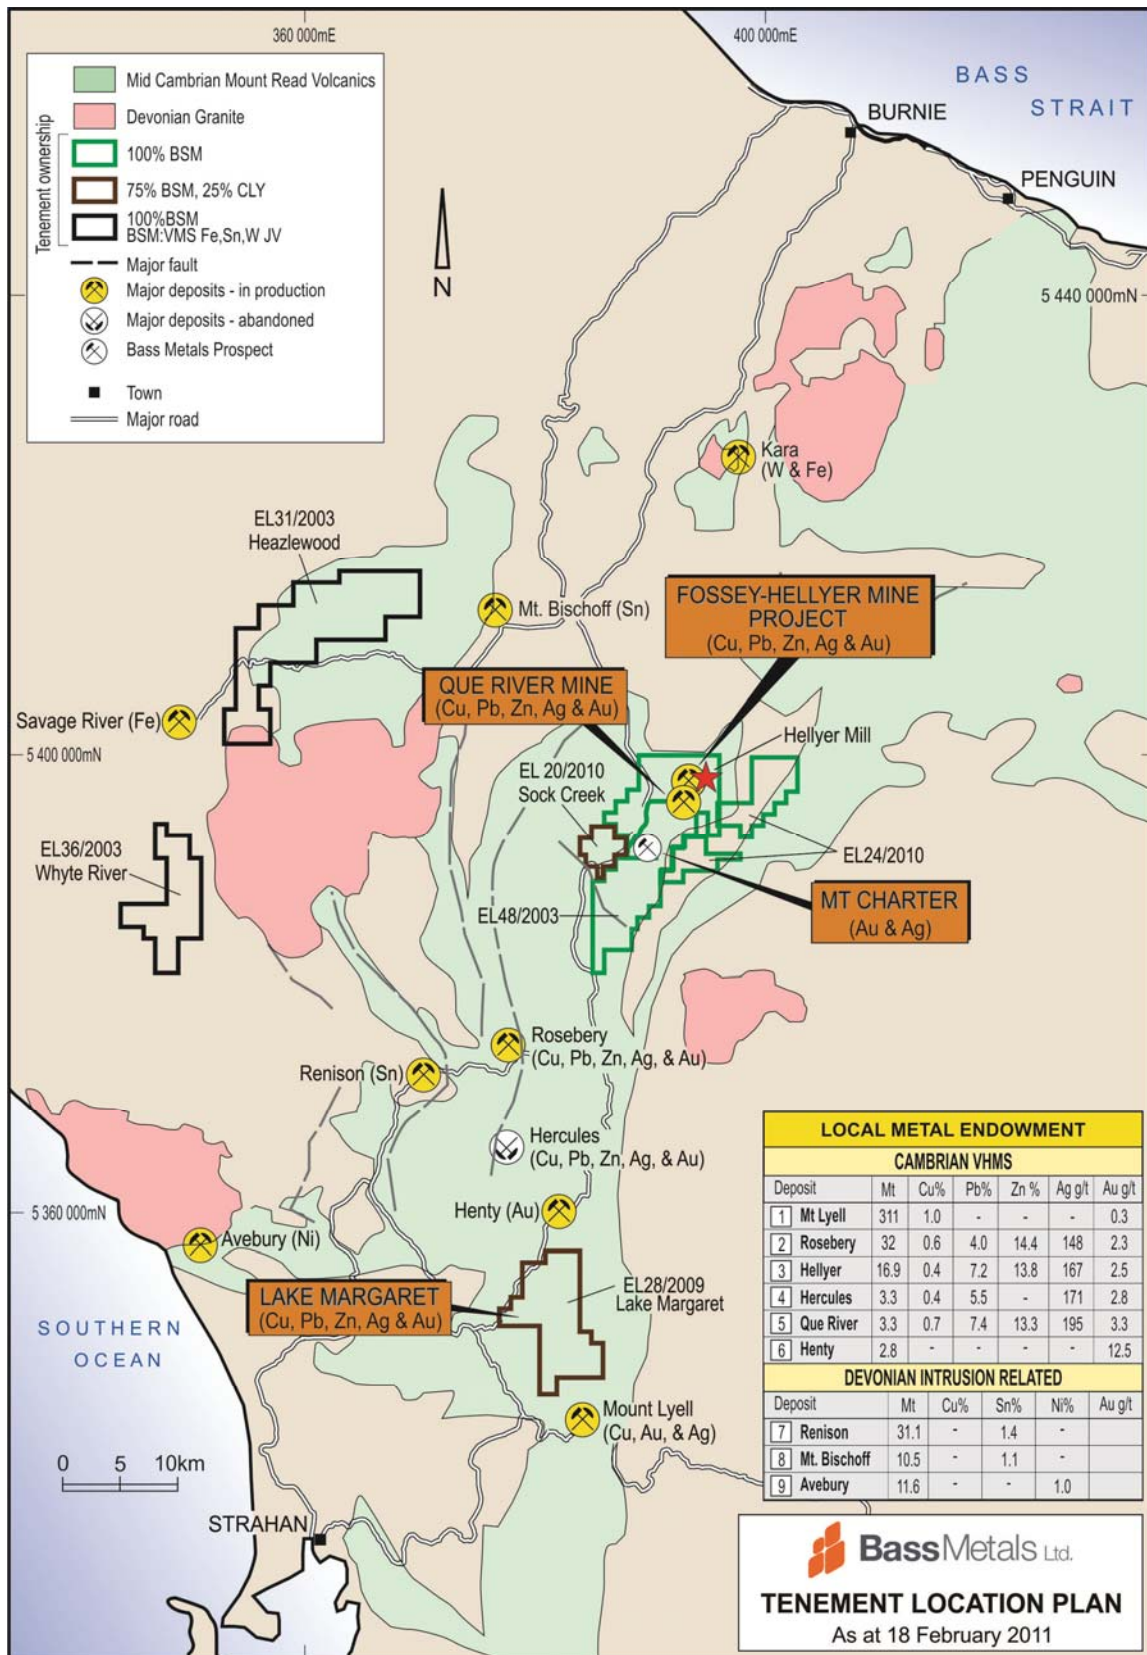 360 000mE
400 000mE
Mid Cambrian Mount Read Volcanics
Devonian Granite
Tenement ownership
100% BSM
75% BSM, 25% CLY
100%BSM
BSM:VMS Fe,Sn,W JV
Major fault
Major deposits - in production
Major deposits - abandoned
Bass Metals Prospect
Town
Major road
N
BASS
STRAIT
BURNIE
PENGUIN
5 440 000mN
Kara
(W & Fe)
EL31/2003
Heazlewood
Mt. Bischoff (Sn)
FOSSEY-HELLYER MINE
PROJECT
(Cu, Pb, Zn, Ag & Au)
QUE RIVER MINE
(Cu, Pb, Zn, Ag & Au)
Savage River (Fe)
Hellyer Mill
5 400 000mN
EL 20/2010
Sock Creek
EL36/2003
Whyte River
EL24/2010
EL48/2003
MT CHARTER
(Au & Ag)
Rosebery
(Cu, Pb, Zn, Ag, & Au)
Renison (Sn)
Hercules
(Cu, Pb, Zn, Ag, & Au)
5 360 000mN
Henty (Au)
Avebury (Ni)
EL28/2009
Lake Margaret
LAKE MARGARET
(Cu, Pb, Zn, Ag & Au)
SOUTHERN
OCEAN
Mount Lyell
(Cu, Au, & Ag)
0 5 10km
STRAHAN
LOCAL METAL ENDOWMENT
CAMBRIAN VHMS
Deposit Mt Cu% Pb% Zn % Ag g/t Au g/t
1 Mt Lyell 311 1.0 - - - 0.3
2 Rosebery 32 0.6 4.0 14.4 148 2.3
3 Hellyer 16.9 0.4 7.2 13.8 167 2.5
4 Hercules 3.3 0.4 5.5 - 171 2.8
5 Que River 3.3 0.7 7.4 13.3 195 3.3
6 Henty 2.8 - - - - 12.5
DEVONIAN INTRUSION RELATED
Deposit Mt Cu% Sn% Ni% Au g/t
7 Renison 31.1 - 1.4 -
8 Mt. Bischoff 10.5 - 1.1 -
9 Avebury 11.6 - - 1.0
BassMetals Ltd.
TENEMENT LOCATION PLAN
As at 18 February 2011